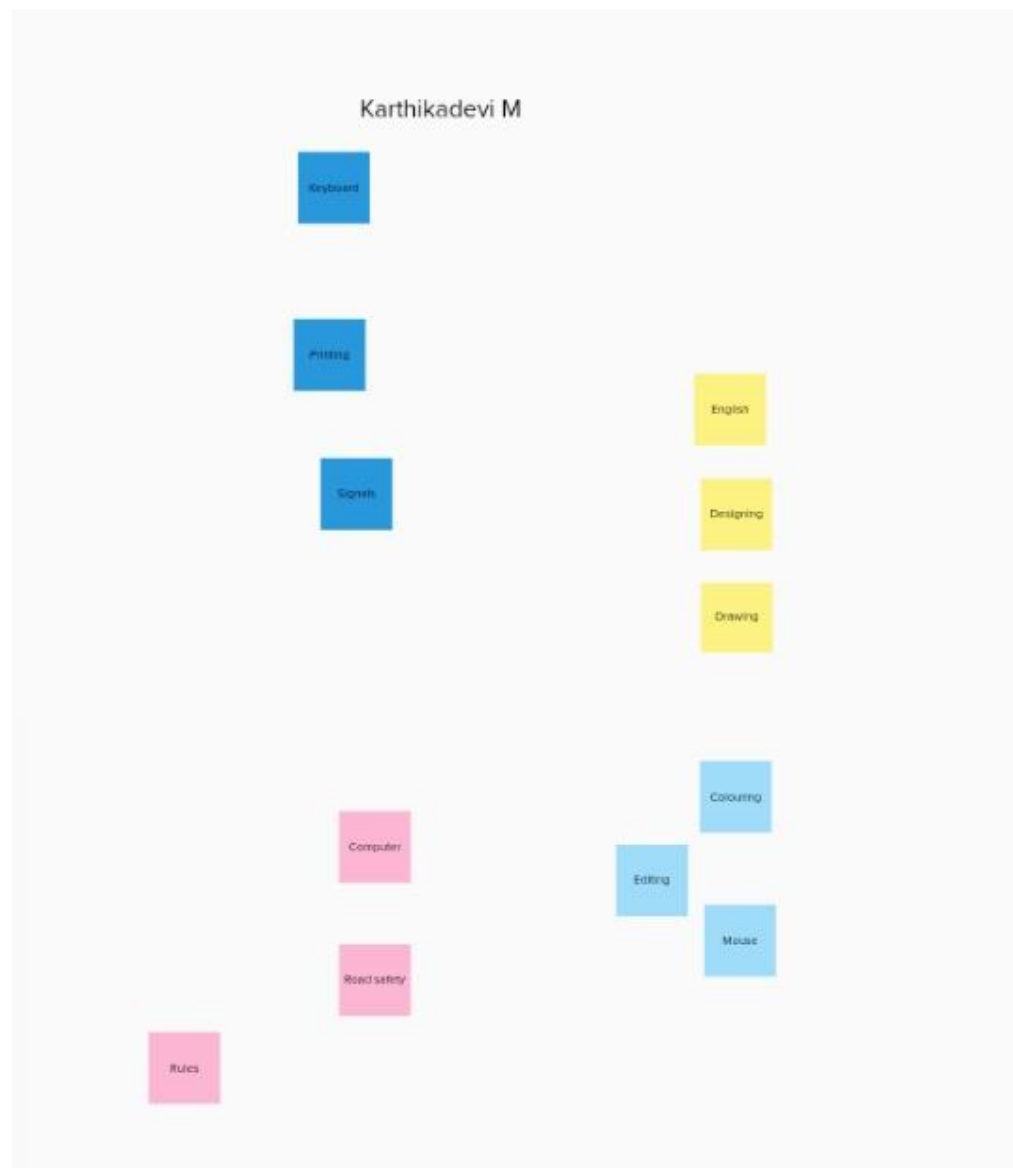 Karthikadevi M
Keyboard
Printing
Signals
English
Designing
Drawing
Colouring
Computer
Editing
Mouse
Road safety
Rules